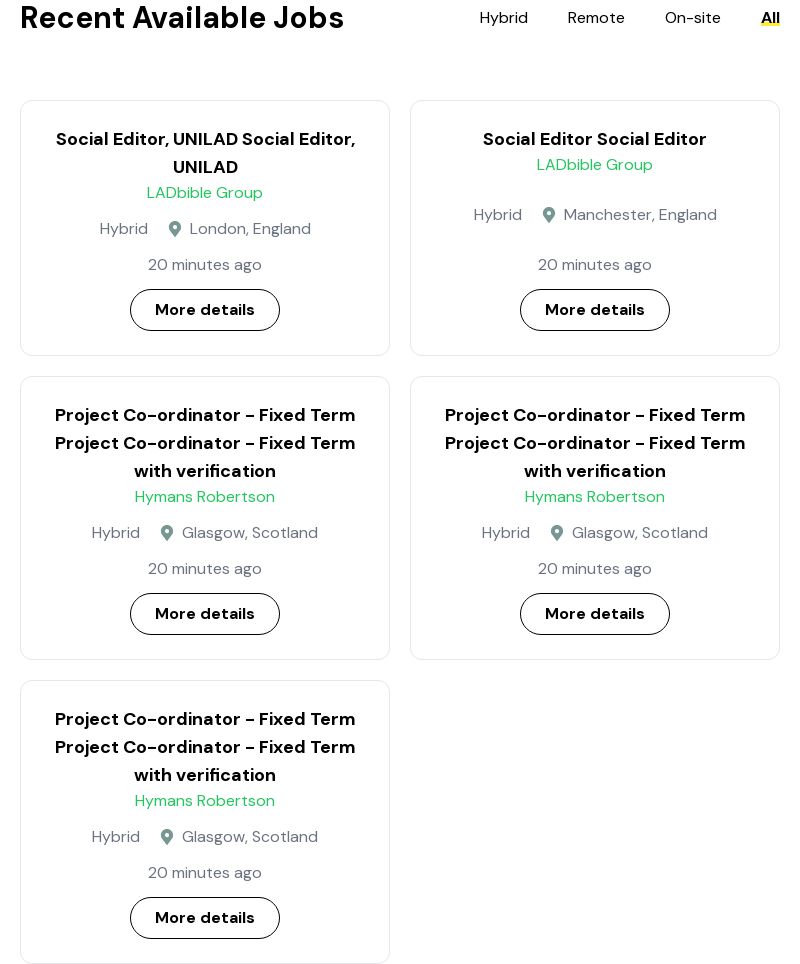 Recent Available Jobs
Hybrid Remote On-site All
Social Editor, UNILAD Social Editor,
UNILAD
LADbible Group
Hybrid London, England
20 minutes ago
More details
Social Editor Social Editor
LADbible Group
Hybrid Manchester, England
20 minutes ago
More details
Project Co-ordinator - Fixed Term
Project Co-ordinator - Fixed Term
with verification
Hymans Robertson
Hybrid Glasgow, Scotland
20 minutes ago
More details
Project Co-ordinator - Fixed Term
Project Co-ordinator - Fixed Term
with verification
Hymans Robertson
Hybrid Glasgow, Scotland
20 minutes ago
More details
Project Co-ordinator - Fixed Term
Project Co-ordinator - Fixed Term
with verification
Hymans Robertson
Hybrid Glasgow, Scotland
20 minutes ago
More details